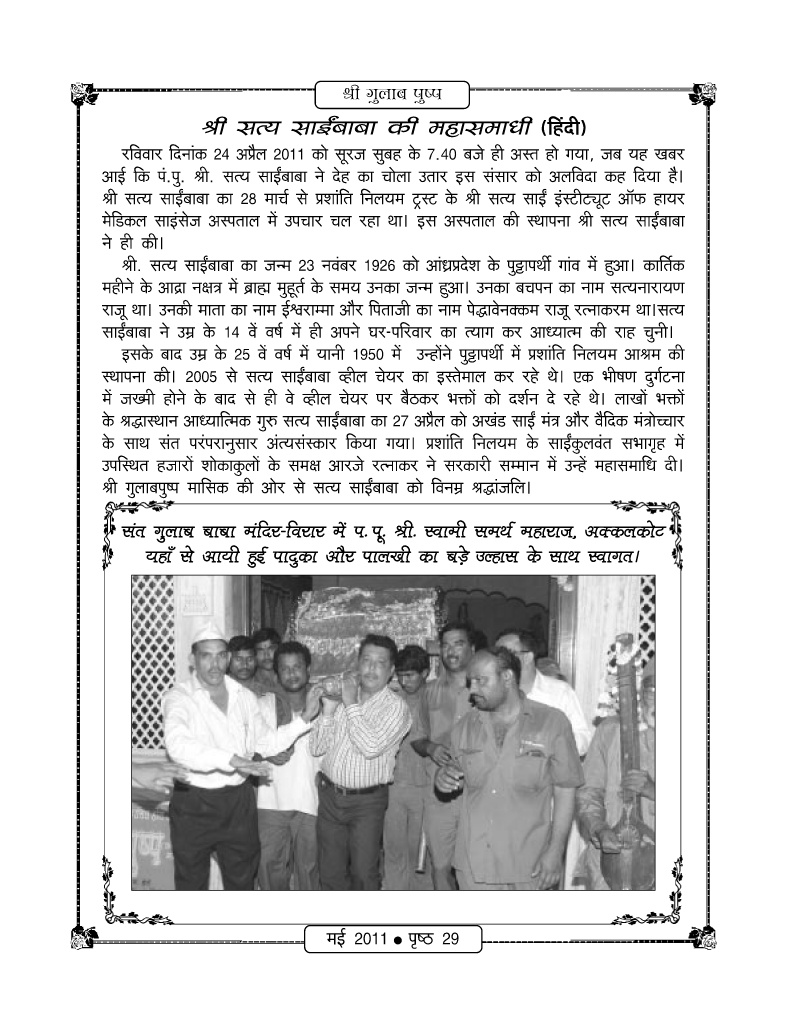 श्री गुलाब पुष्प
श्री सत्य साईंबाबा की महासमाधी (हिंदी)
रविवार दिनांक 24 अप्रैल 2011 को सूरज सुबह के 7.40 बजे ही अस्त हो गया, जब यह खबर
आई कि पं.पु. श्री. सत्य साईंबाबा ने देह का चोला उतार इस संसार को अलविदा कह दिया है।
श्री सत्य साईंबाबा का 28 मार्च से प्रशांति निलयम ट्रस्ट के श्री सत्य साईं इंस्टीट्यूट ऑफ हायर
मेडिकल साइंसेज अस्पताल में उपचार चल रहा था। इस अस्पताल की स्थापना श्री सत्य साईंबाबा
ने ही की।
श्री. सत्य साईंबाबा का जन्म 23 नवंबर 1926 को आंध्रप्रदेश के पुट्टापर्थी गांव में हुआ। कार्तिक
महीने के आद्रा नक्षत्र में ब्राह्म मुहूर्त के समय उनका जन्म हुआ। उनका बचपन का नाम सत्यनारायण
राजू था। उनकी माता का नाम ईश्वराम्मा और पिताजी का नाम पेद्धावेनक्कम राजू रत्नाकरम था।सत्य
साईंबाबा ने उम्र के 14 वें वर्ष में ही अपने घर-परिवार का त्याग कर आध्यात्म की राह चुनी।
इसके बाद उम्र के 25 वें वर्ष में यानी 1950 में उन्होंने पुट्टापर्थी में प्रशांति निलयम आश्रम की
स्थापना की। 2005 से सत्य साईंबाबा व्हील चेयर का इस्तेमाल कर रहे थे। एक भीषण दुर्गटना
में जख्मी होने के बाद से ही वे व्हील चेयर पर बैठकर भक्तों को दर्शन दे रहे थे। लाखों भक्तों
के श्रद्धास्थान आध्यात्मिक गुरु सत्य साईंबाबा का 27 अप्रैल को अखंड साईं मंत्र और वैदिक मंत्रोच्चार
के साथ संत परंपरानुसार अंत्यसंस्कार किया गया। प्रशांति निलयम के साईंकुलवंत सभागृह में
उपस्थित हजारों शोकाकुलों के समक्ष आरजे रत्नाकर ने सरकारी सम्मान में उन्हें महासमाधि दी।
श्री गुलाबपुष्प मासिक की ओर से सत्य साईंबाबा को विनम्र श्रद्धांजलि।
संत गुलाब बाबा मंदिर-विरार में प.पू. श्री. स्वामी समर्थ महाराज, अक्कलकोट
यहाँ से आयी हुई पादुका और पालखी का बड़े उल्हास के साथ स्वागत।
मई 2011 ● पृष्ठ 29